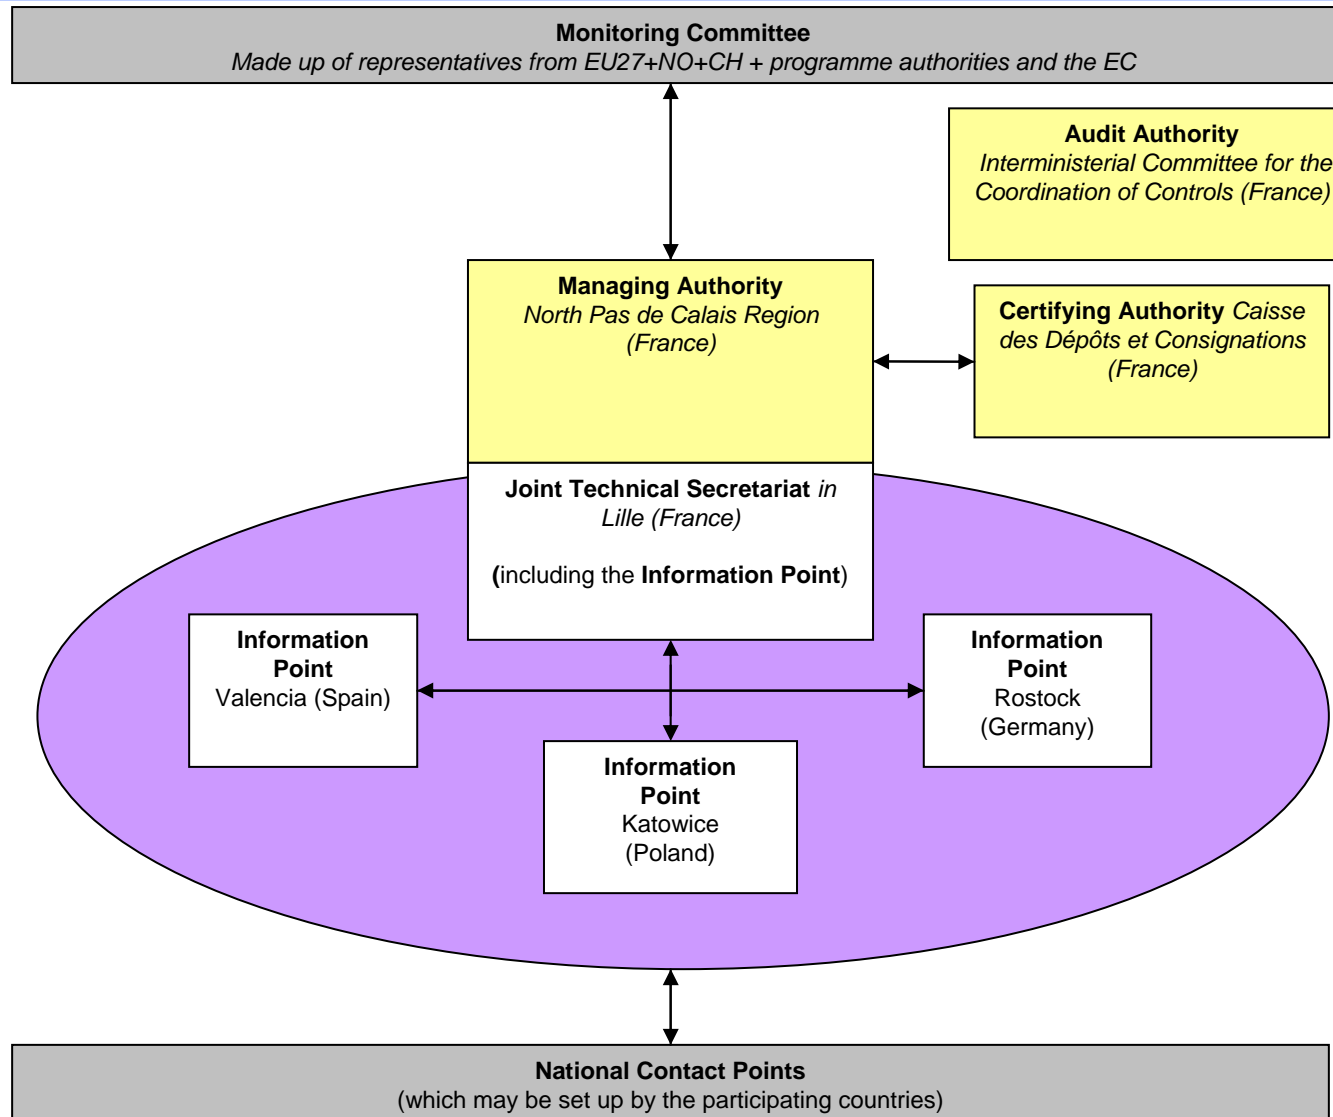 Monitoring Committee
Made up of representatives from EU27+NO+CH + programme authorities and the EC
Audit Authority
Interministerial Committee for the
Coordination of Controls (France)
Managing Authority
North Pas de Calais Region
(France)
Certifying Authority Caisse
des Dépôts et Consignations
(France)
Joint Technical Secretariat in
Lille (France)
(including the Information Point)
Information
Point
Valencia (Spain)
Information
Point
Rostock
(Germany)
Information
Point
Katowice
(Poland)
National Contact Points
(which may be set up by the participating countries)